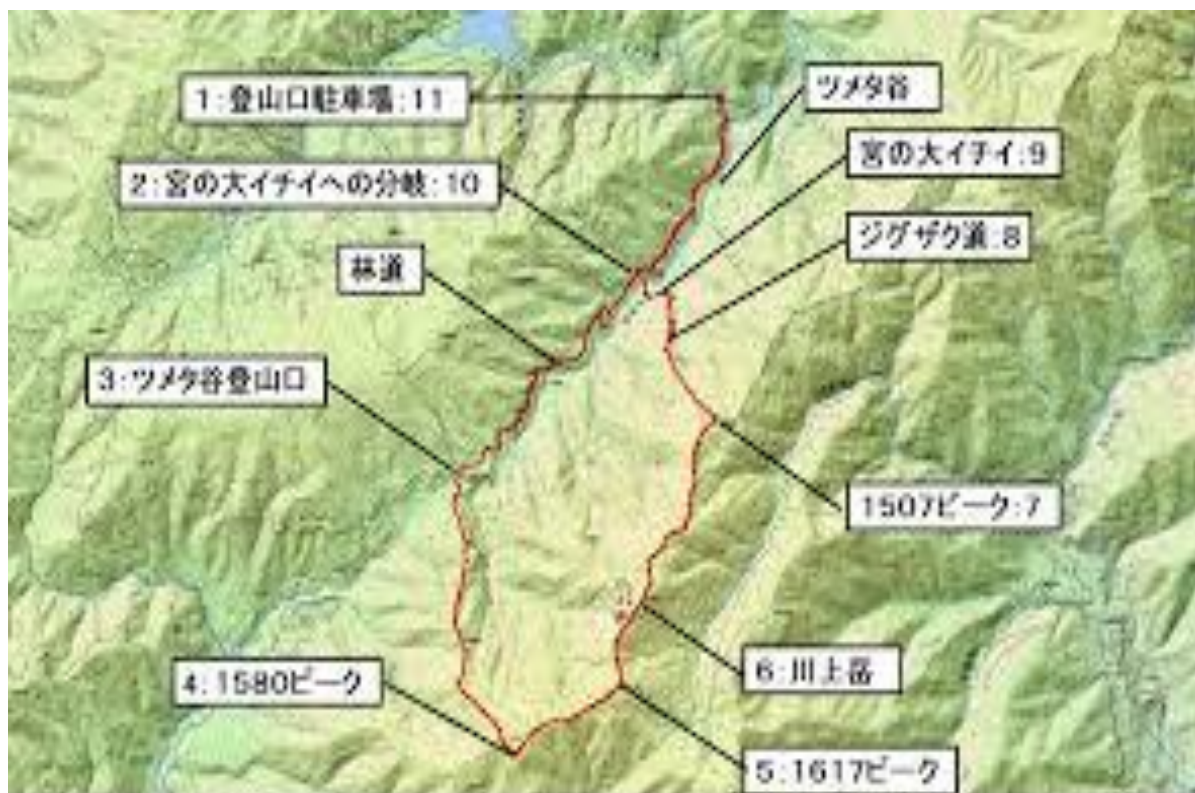 1:登山口駐車場:11
ツメタ谷
宮の大イチイ:9
2:宮の大イチイへの分岐:10
ジグザク道:8
林道
3:ツメタ谷登山口
1507ピーク:7
6:川上岳
4:1580ピーク
5:1617ピーク